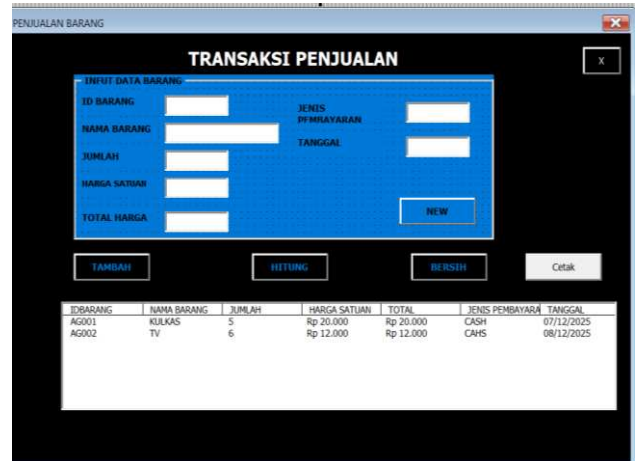 PENJUALAN BARANG
TRANSAKSI PENJUALAN
X
INFUT DATA BARANG
ID BARANG
JENIS PEMBAYARAN
NAMA BARANG
TANGGAL
JUMLAH
HARGA SATUAN
TOTAL HARGA
NEW
TAMBAH HITUNG BERSIH Cetak
IDBARANG NAMA BARANG JUMLAH HARGA SATUAN TOTAL JENIS PEMBAYARA TANGGAL
AG001 KULKAS 5 Rp 20.000 Rp 20.000 CASH 07/12/2025
AG002 TV 6 Rp 12.000 Rp 12.000 CAHS 08/12/2025